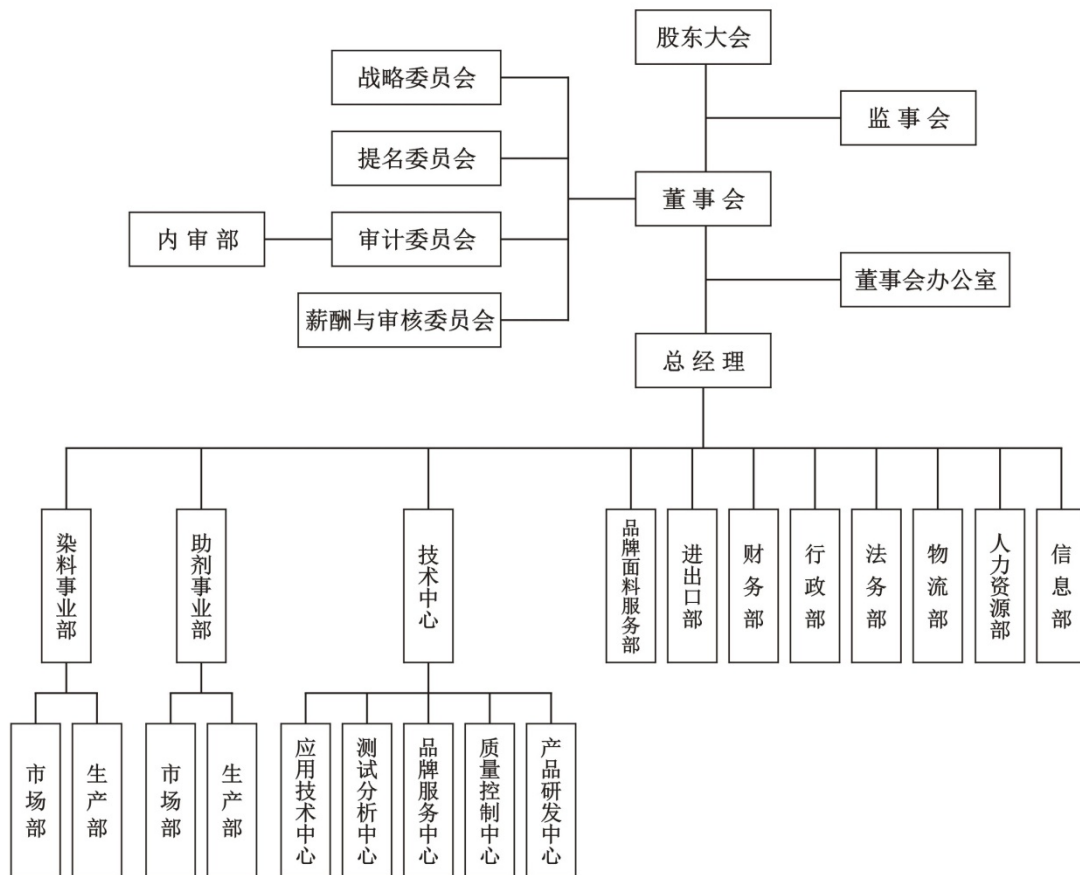 股东大会
战略委员会
监事会
提名委员会
董事会
内审部
审计委员会
董事会办公室
薪酬与审核委员会
总经理
染料事业部
助剂事业部
技术中心
品牌面料服务部
进出口部
财务部
行政部
法务部
物流部
人力资源部
信息部
市场部
生产部
市场部
生产部
应用技术中心
测试分析中心
品牌服务中心
质量控制中心
产品研发中心